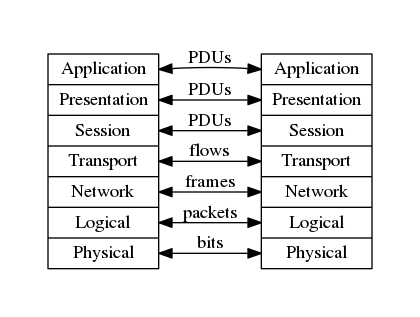 PDUs
Application Application
PDUs
Presentation Presentation
PDUs
Session Session
flows
Transport Transport
frames
Network Network
packets
Logical Logical
bits
Physical Physical